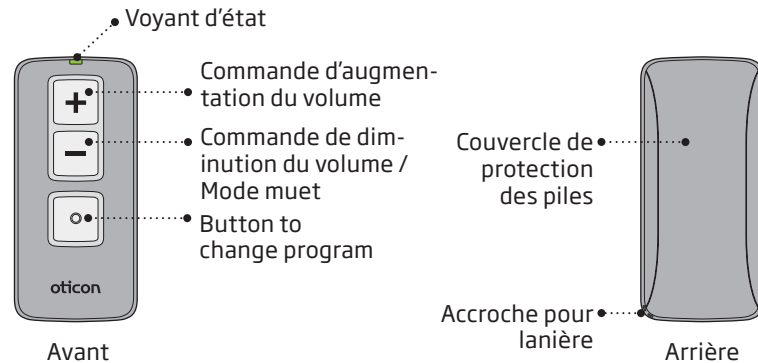 Voyant d'état
Commande d'augmen-
tation du volume
Commande de dim-
inution du volume /
Mode muet
Button to
change program
oticon
Avant
Couvercle de
protection
des piles
Accroche pour
lanière
Arrière